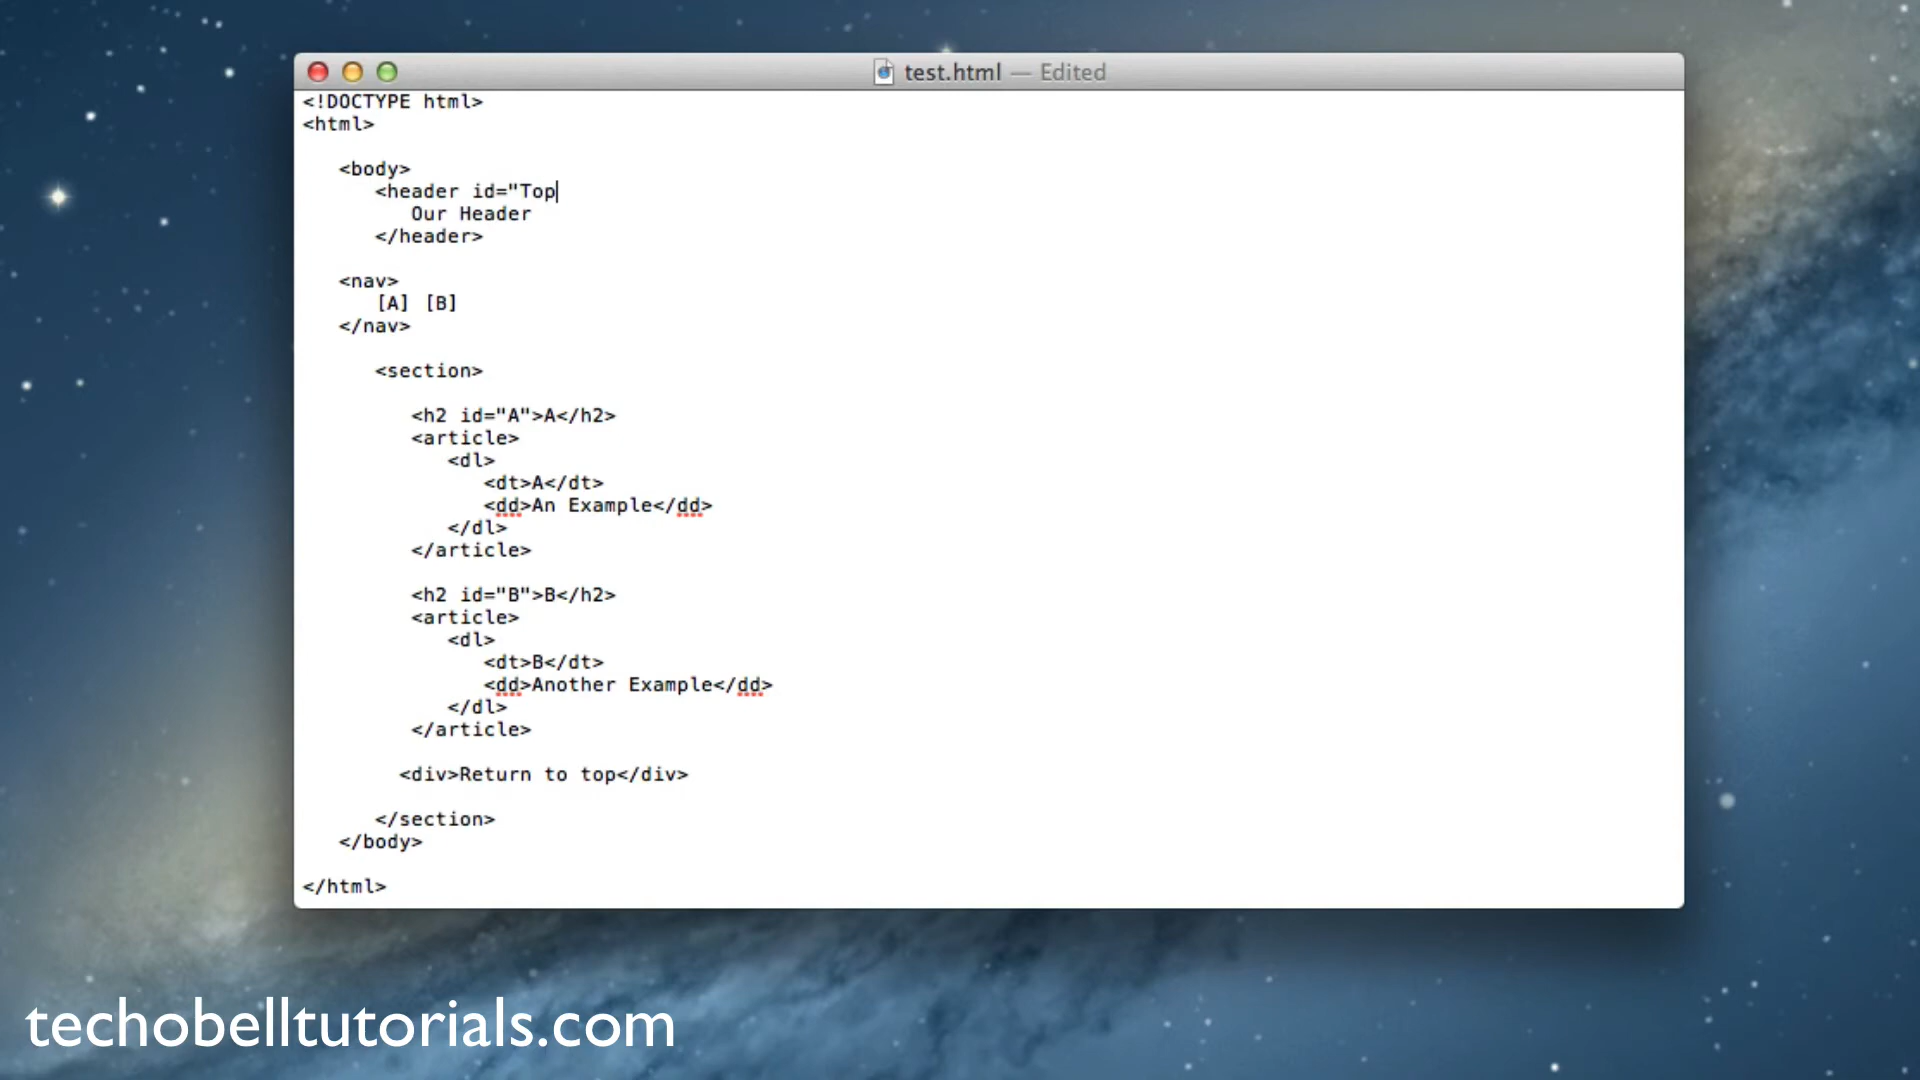 test.html — Edited
<!DOCTYPE html>
<html>
<body>
<header id="Top
Our Header
</header>
<nav>
[A] [B]
</nav>
<section>
<h2 id="A">A</h2>
<article>
<dl>
<dt>A</dt>
<dd>An Example</dd>
</dl>
</article>
<h2 id="B">B</h2>
<article>
<dl>
<dt>B</dt>
<dd>Another Example</dd>
</dl>
</article>
<div>Return to top</div>
</section>
</body>
</html>
techobelltutorials.com